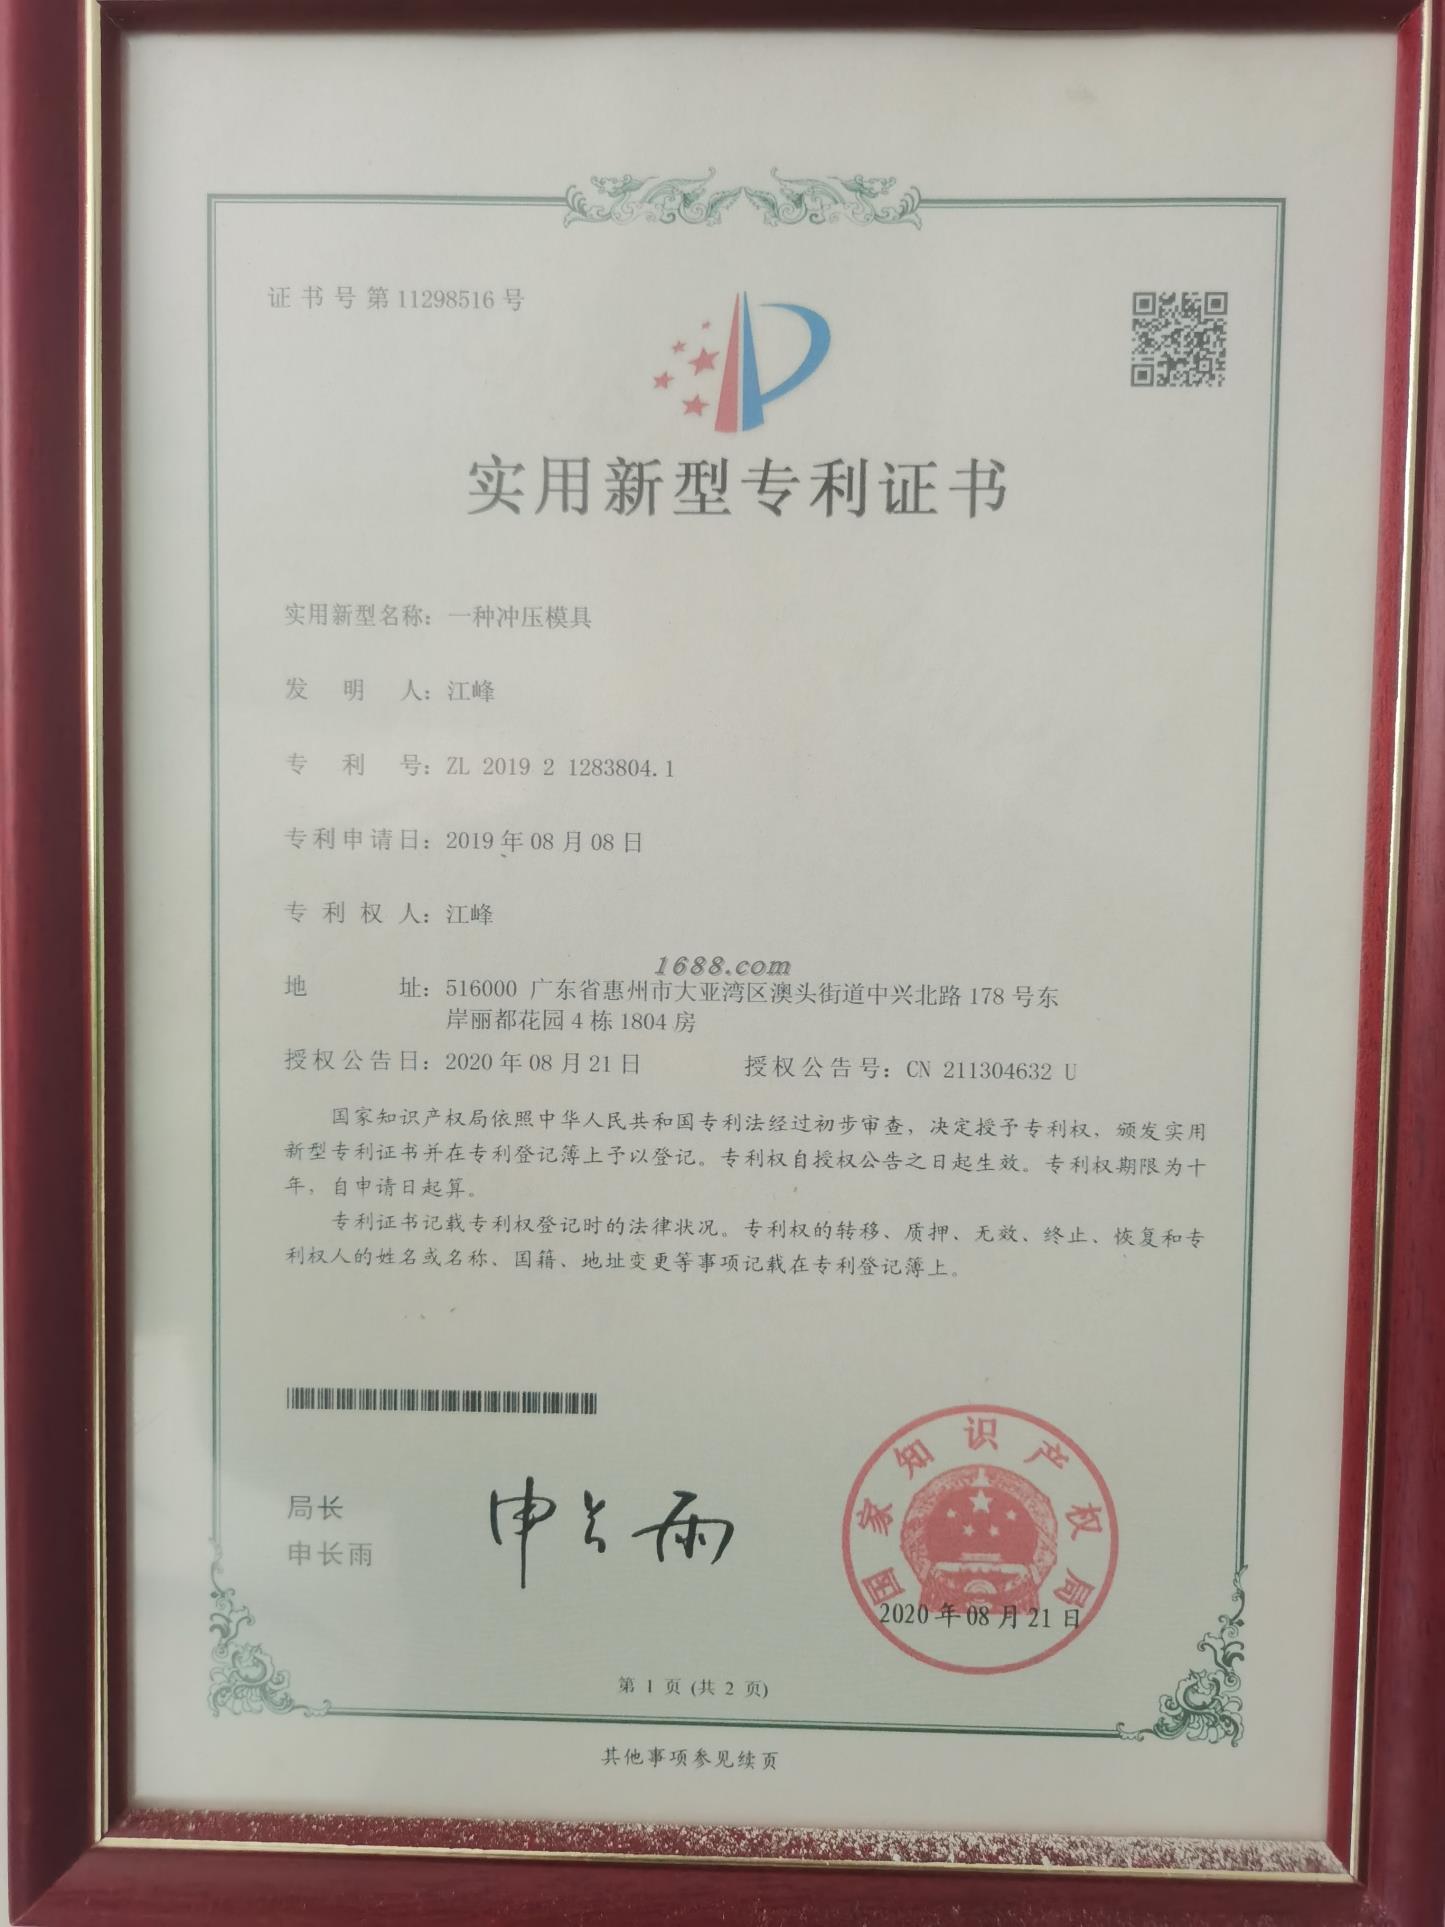 证书号第11298516号
实用新型专利证书
实用新型名称：一种冲压模具
发明人：江峰
专利号：ZL 2019 2 1283804.1
专利申请日：2019年08月08日
专利权人：江峰
1688.com
地址：516000 广东省惠州市大亚湾区澳头街道中兴北路178号东
岸丽都花园4栋1804房
授权公告日：2020年08月21日 授权公告号：CN 211304632 U
国家知识产权局依照中华人民共和国专利法经过初步审查，决定授予专利权，颁发实用
新型专利证书并在专利登记簿上予以登记。专利权自授权公告之日起生效。专利权期限为十
年，自申请日起算。
专利证书记载专利权登记时的法律状况。专利权的转移、质押、无效、终止、恢复和专
利权人的姓名或名称、国籍、地址变更等事项记载在专利登记簿上。
局长
申长雨
申长雨
国家知识产权局
2020年08月21日
第 1 页 (共 2 页)
其他事项参见续页